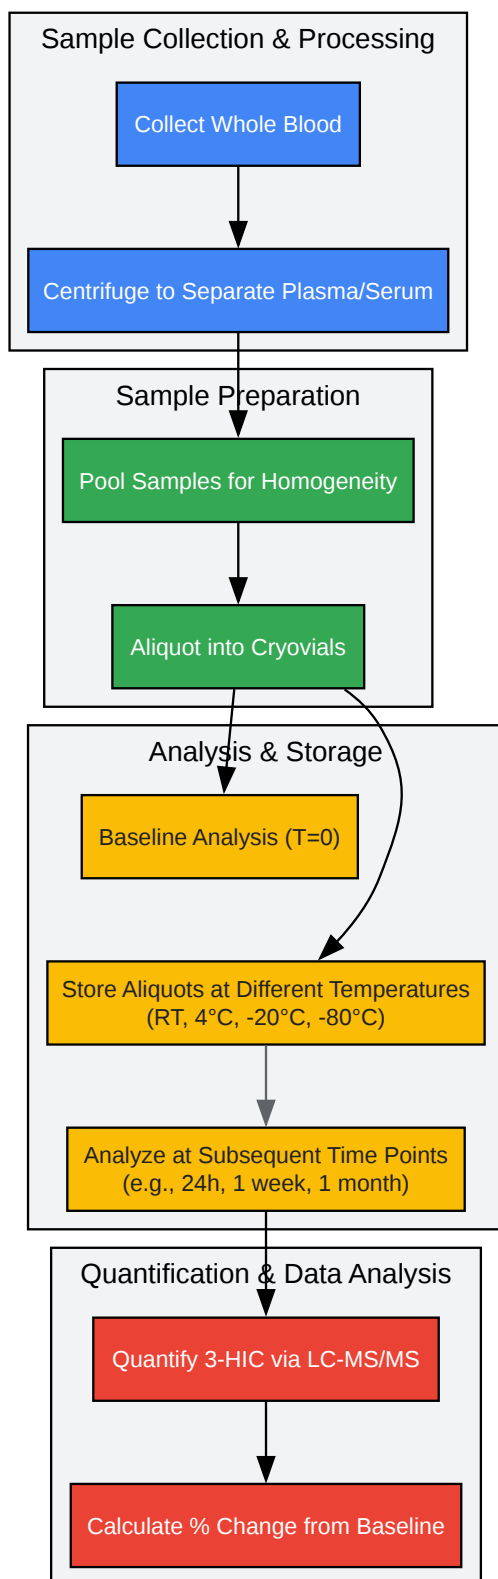 Sample Collection & Processing
Collect Whole Blood
Centrifuge to Separate Plasma/Serum
Sample Preparation
Pool Samples for Homogeneity
Aliquot into Cryovials
Analysis & Storage
Baseline Analysis (T=0)
Store Aliquots at Different Temperatures
(RT, 4°C, -20°C, -80°C)
Analyze at Subsequent Time Points
(e.g., 24h, 1 week, 1 month)
Quantification & Data Analysis
Quantify 3-HIC via LC-MS/MS
Calculate % Change from Baseline